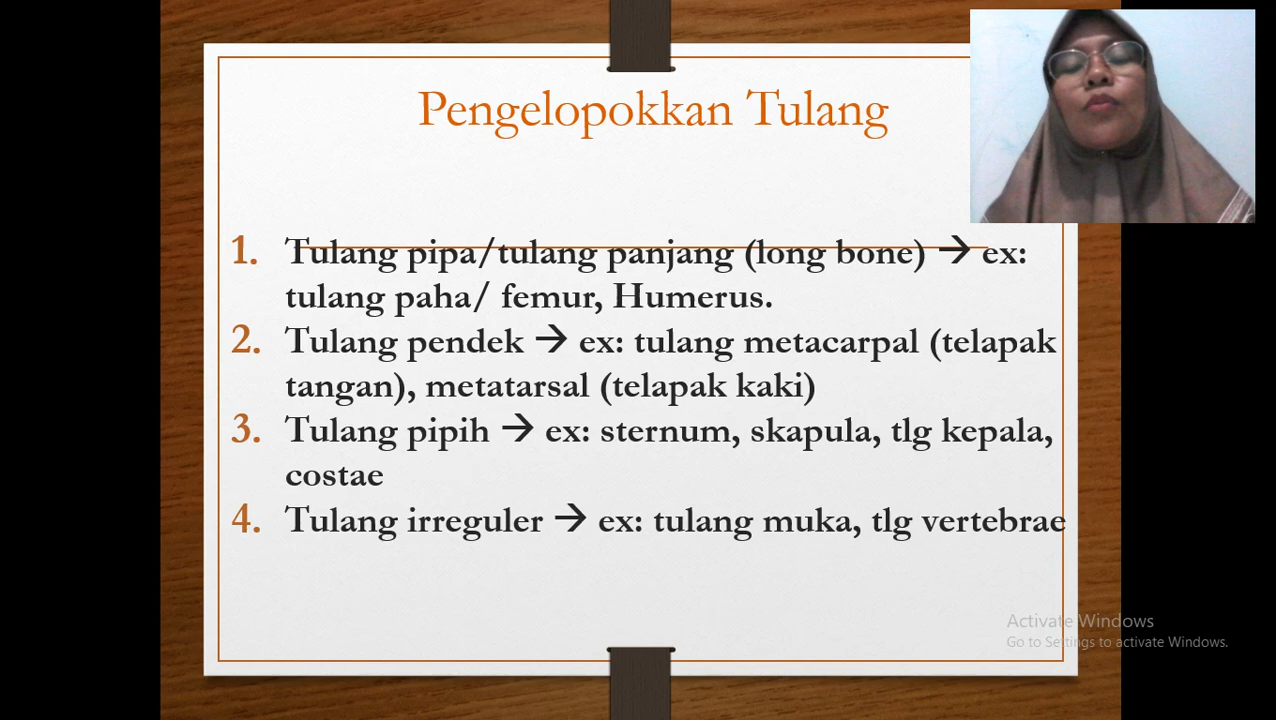 Pengelopokkan Tulang
1. Tulang pipa/tulang panjang (long bone) → ex:
tulang paha/ femur, Humerus.
2. Tulang pendek → ex: tulang metacarpal (telapak
tangan), metatarsal (telapak kaki)
3. Tulang pipih → ex: sternum, skapula, tlg kepala,
costae
4. Tulang irreguler → ex: tulang muka, tlg vertebrae
Activate Windows
Go to Settings to activate Windows.